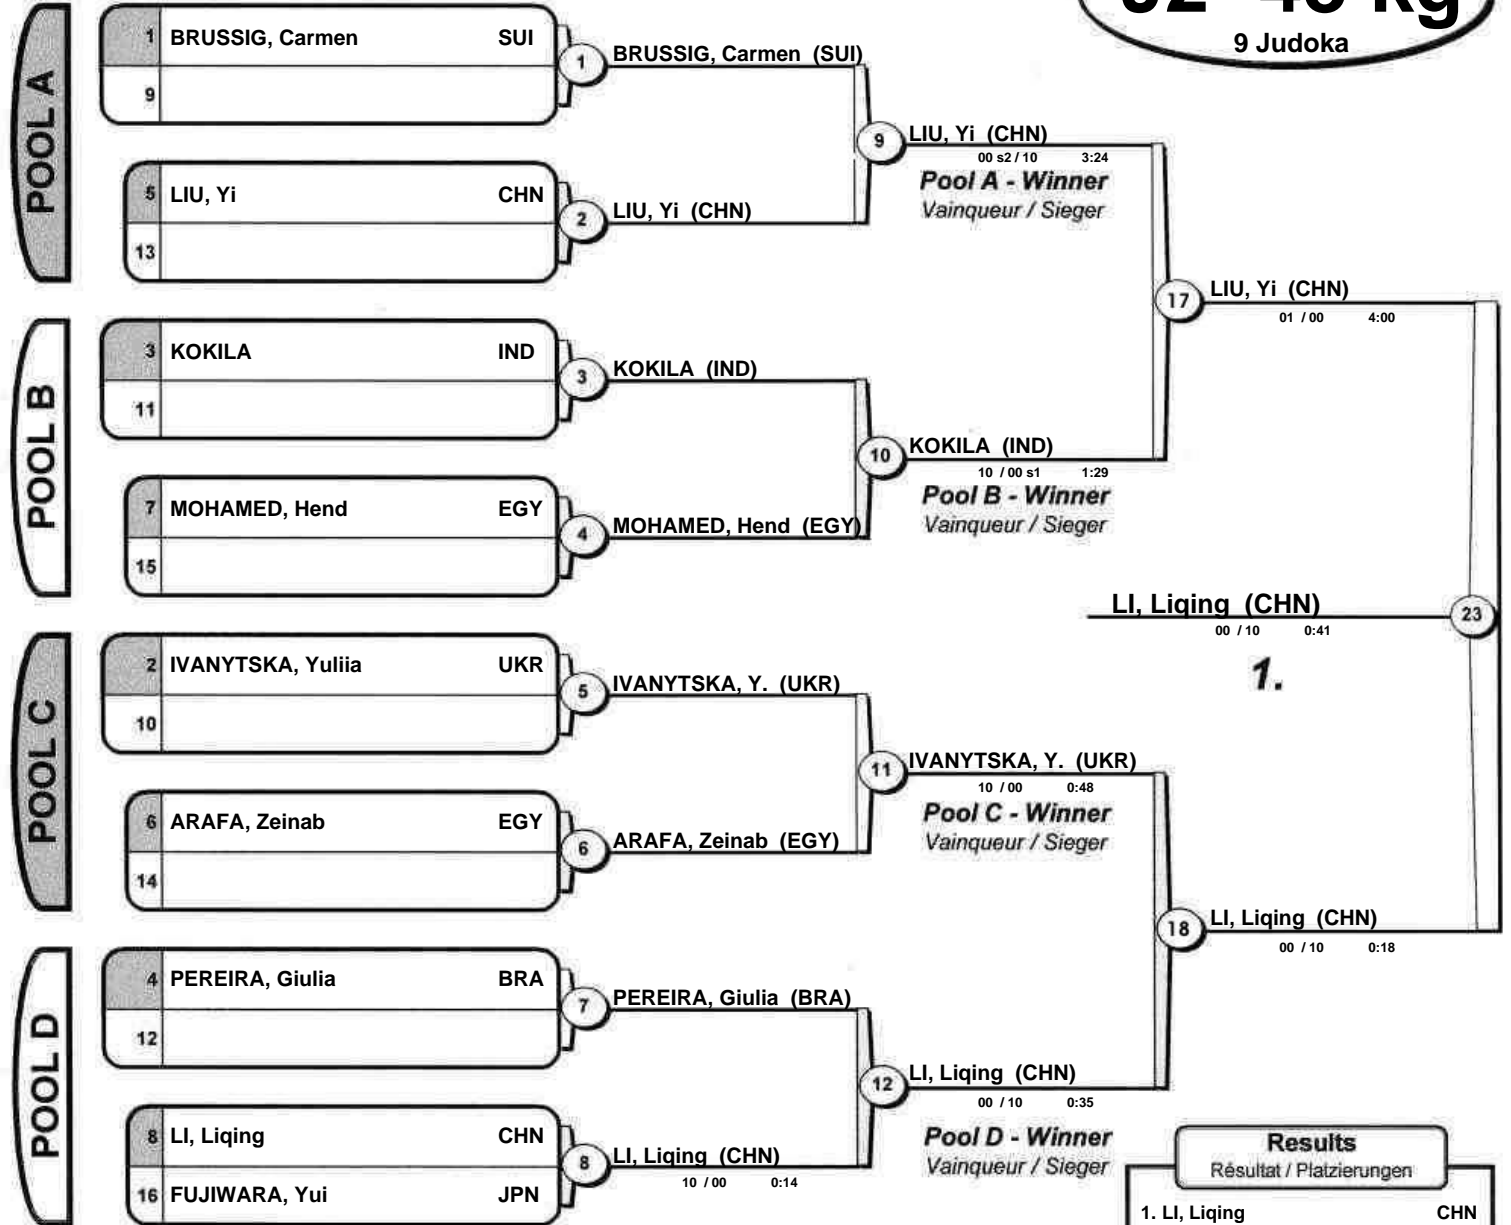 9 Judoka
POOL A
1 BRUSSIG, Carmen SUI
9
1
BRUSSIG, Carmen (SUI)
5 LIU, Yi CHN
13
2
LIU, Yi (CHN)
9
LIU, Yi (CHN)
00 s2 / 10 3:24
Pool A - Winner
Vainqueur / Sieger
POOL B
3 KOKILA IND
11
3
KOKILA (IND)
7 MOHAMED, Hend EGY
15
4
MOHAMED, Hend (EGY)
10
KOKILA (IND)
10 / 00 s1 1:29
Pool B - Winner
Vainqueur / Sieger
17
LIU, Yi (CHN)
01 / 00 4:00
POOL C
2 IVANYTSKA, Yuliia UKR
10
5
IVANYTSKA, Y. (UKR)
6 ARAFA, Zeinab EGY
14
6
ARAFA, Zeinab (EGY)
11
IVANYTSKA, Y. (UKR)
10 / 00 0:48
Pool C - Winner
Vainqueur / Sieger
POOL D
4 PEREIRA, Giulia BRA
12
7
PEREIRA, Giulia (BRA)
8 LI, Liqing CHN
16 FUJIWARA, Yui JPN
8
LI, Liqing (CHN)
10 / 00 0:14
12
LI, Liqing (CHN)
00 / 10 0:35
Pool D - Winner
Vainqueur / Sieger
18
LI, Liqing (CHN)
00 / 10 0:18
23
LI, Liqing (CHN)
00 / 10 0:41
1.
Results
Résultat / Platzierungen
1. LI, Liqing CHN